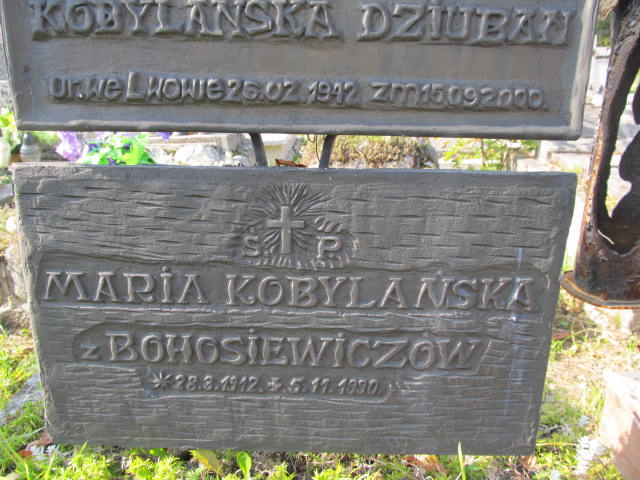 KOBYLAŃSKA DZIUBAN
ur. we Lwowie 26.02.1942 zm 15.09 2000.
Ś P.
MARIA KOBYLAŃSKA
z BOHOSIEWICZÓW
28.8.1912. 5.11.1990.